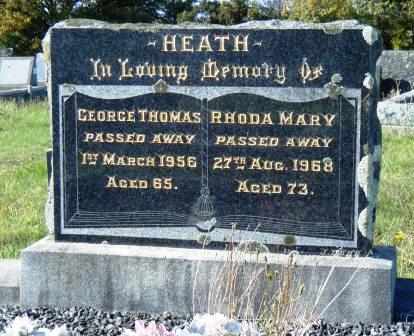 ~ HEATH ~
In Loving Memory Of
GEORGE THOMAS
PASSED AWAY
1ST MARCH 1956
AGED 65.
RHODA MARY
PASSED AWAY
27TH AUG. 1968
AGED 73.